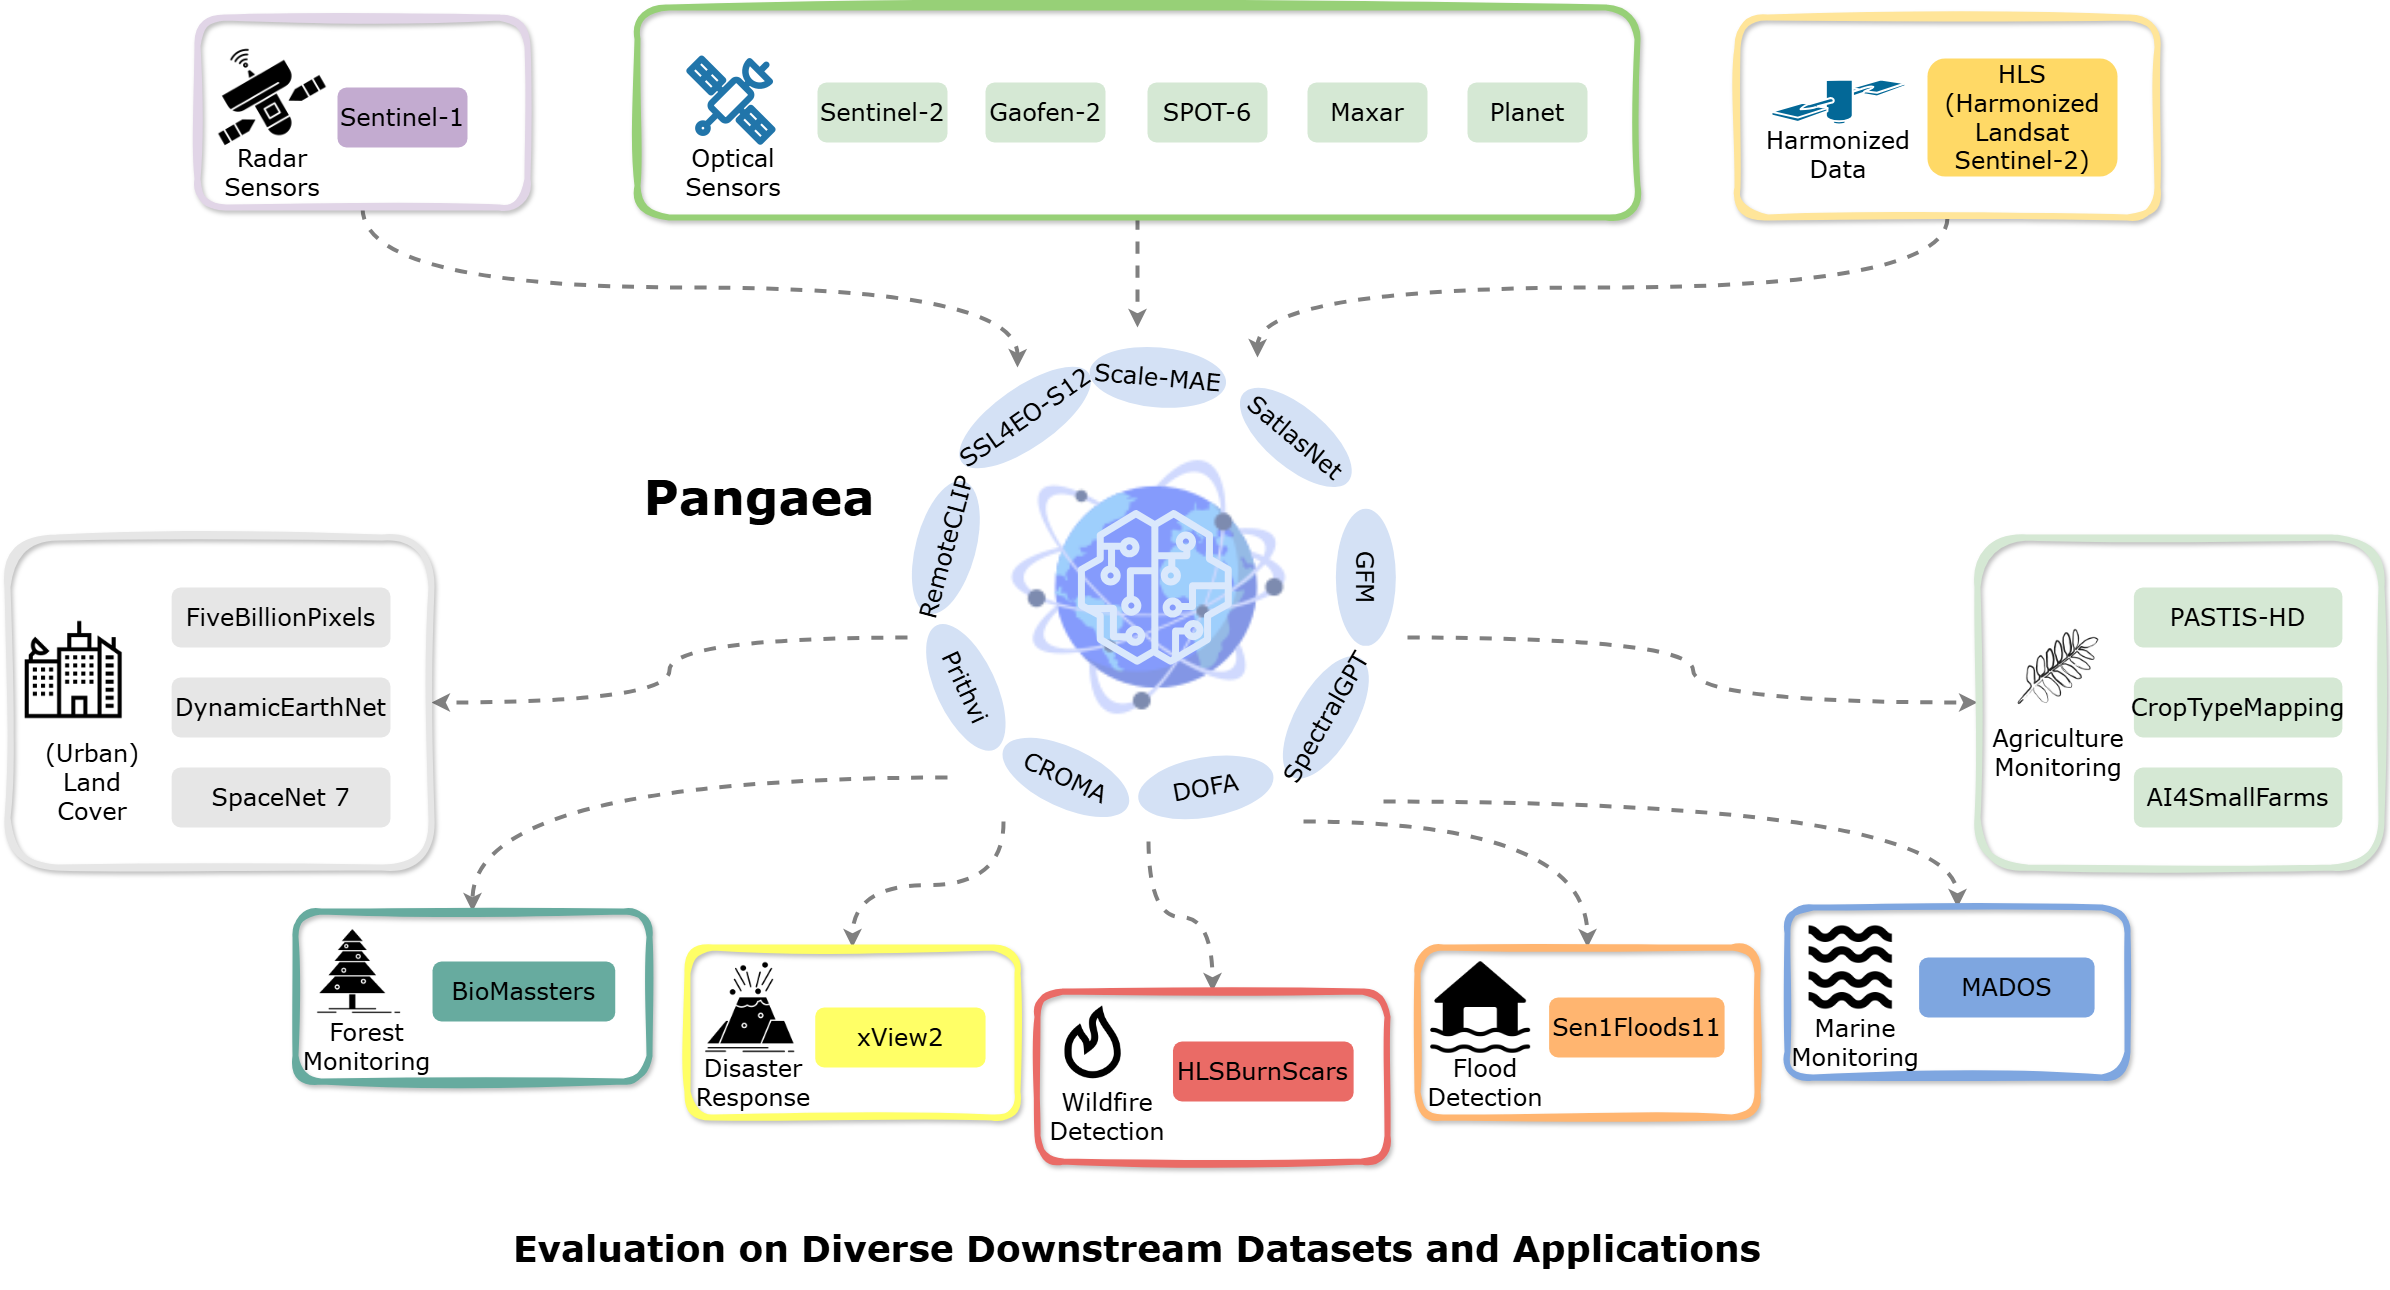 Radar
Sensors
Sentinel-1
Optical
Sensors
Sentinel-2
Gaofen-2
SPOT-6
Maxar
Planet
Harmonized
Data
HLS
(Harmonized
Landsat
Sentinel-2)
Pangaea
Scale-MAE
SatlasNet
GFM
SpectralGPT
DOFA
CROMA
Prithvi
RemoteCLIP
SSL4EO-S12
(Urban)
Land
Cover
FiveBillionPixels
DynamicEarthNet
SpaceNet 7
Agriculture
Monitoring
PASTIS-HD
CropTypeMapping
AI4SmallFarms
Forest
Monitoring
BioMassters
Disaster
Response
xView2
Wildfire
Detection
HLSBurnScars
Flood
Detection
Sen1Floods11
Marine
Monitoring
MADOS
Evaluation on Diverse Downstream Datasets and Applications